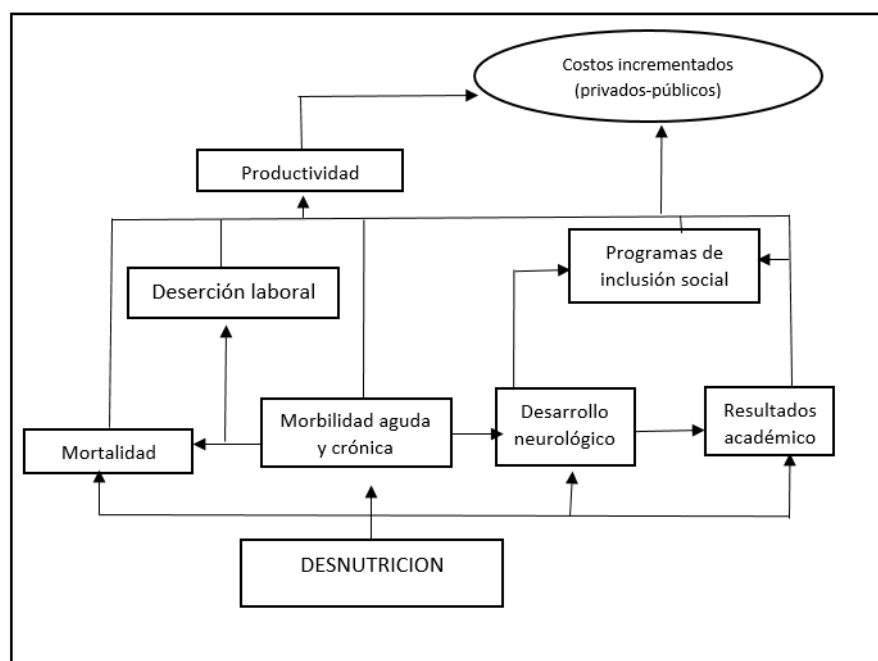 Costos incrementados
(privados-públicos)
Productividad
Programas de
inclusión social
Deserción laboral
Morbilidad aguda
y crónica
Desarrollo
neurológico
Resultados
académico
Mortalidad
DESNUTRICION